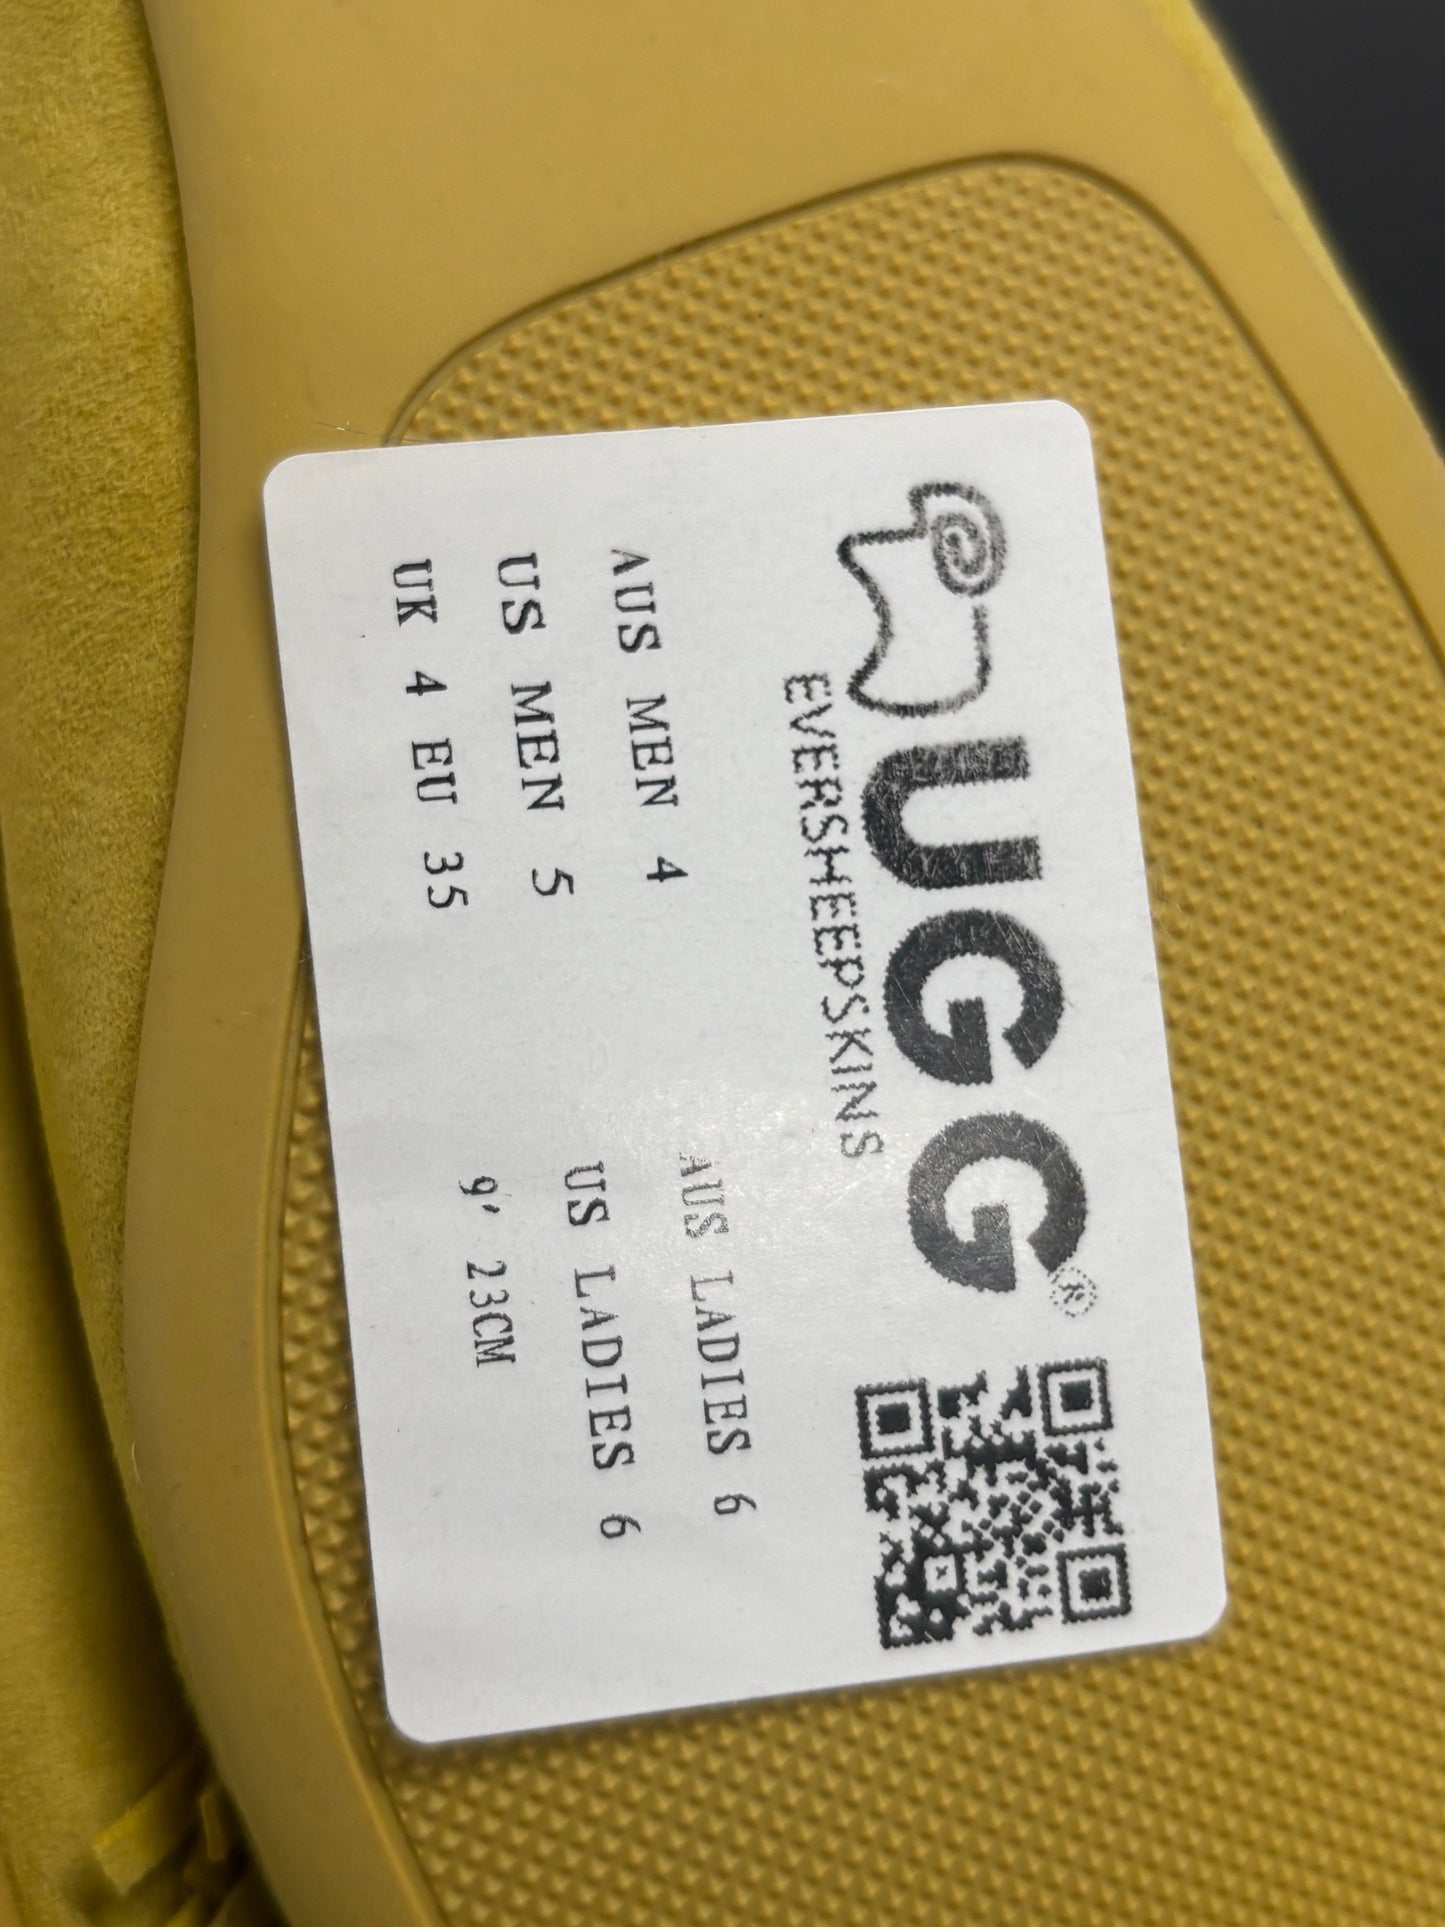 UGG®
EVERSHEEPSKINS
AUS MEN 4 AUS LADIES 6
US MEN 5 US LADIES 6
UK 4 EU 35 9' 23CM